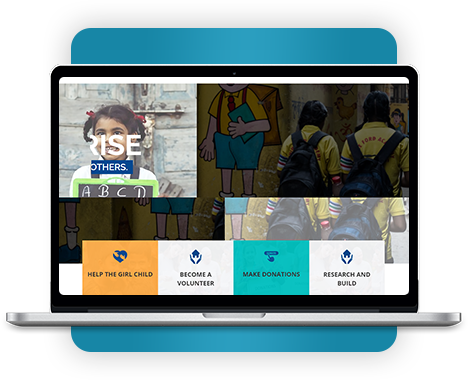 RISE
OTHERS.
A B C D
HELP THE GIRL CHILD
BECOME A
VOLUNTEER
MAKE DONATIONS
RESEARCH AND
BUILD